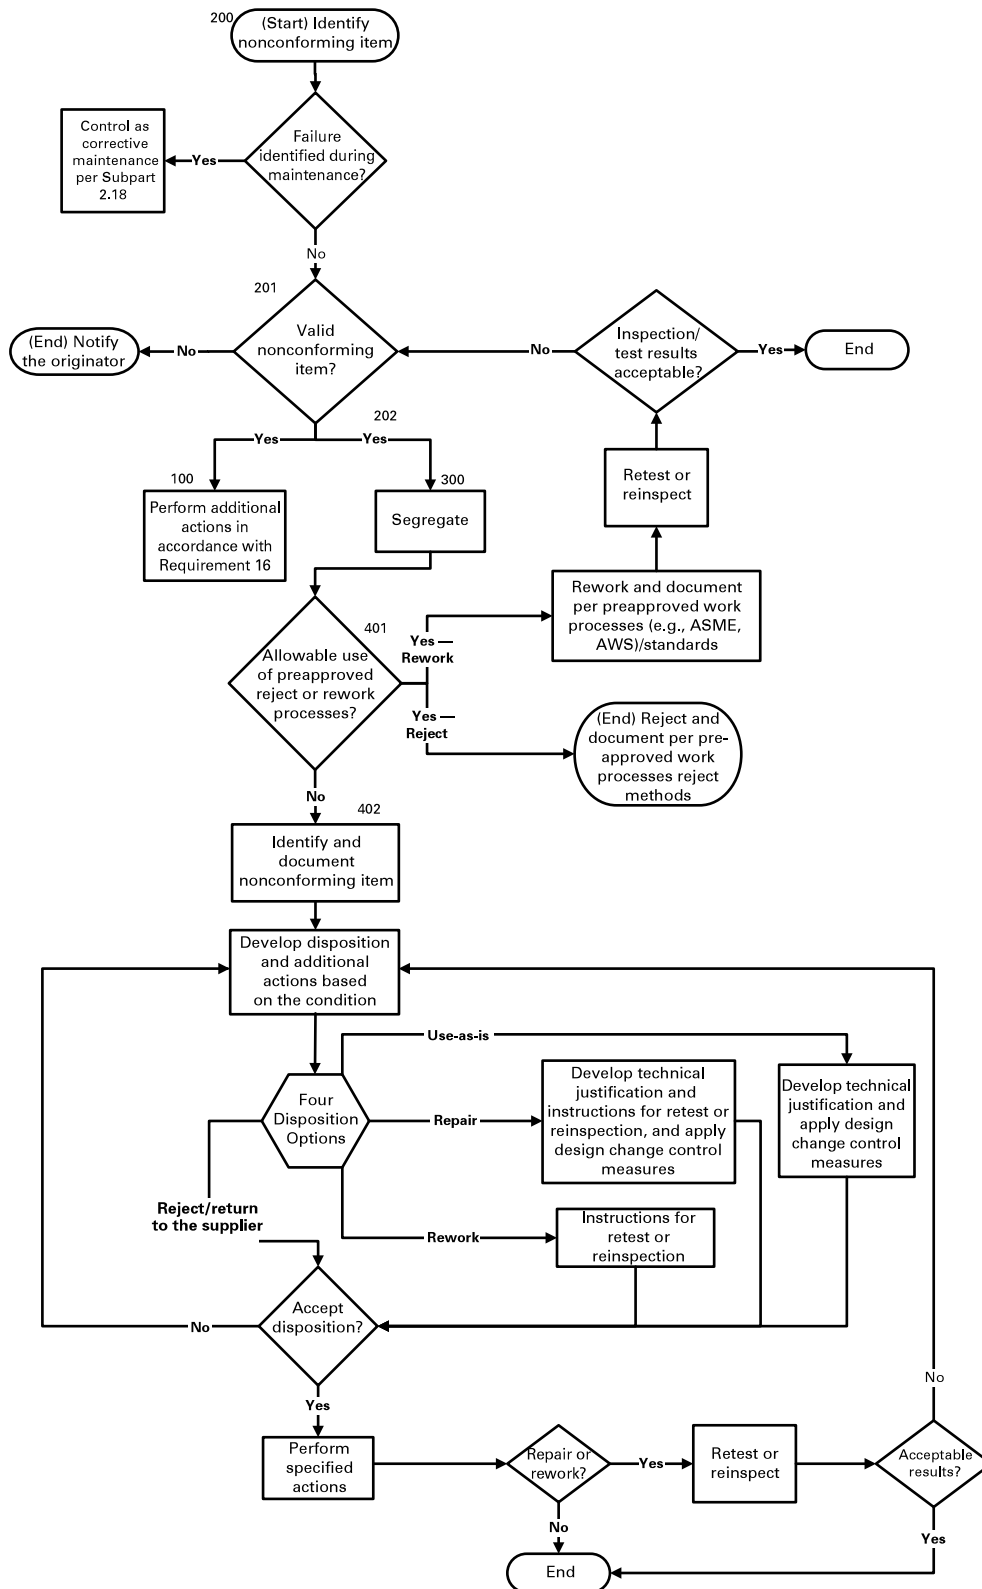 200
(Start) Identify
nonconforming item
Failure
identified during
maintenance?
Yes
Control as
corrective
maintenance
per Subpart
2.18
No
201
Valid
nonconforming
item?
No
(End) Notify
the originator
Inspection/
test results
acceptable?
No
Yes
End
Yes
202
Yes
100
Perform additional
actions in
accordance with
Requirement 16
300
Segregate
Retest or
reinspect
Rework and document
per preapproved work
processes (e.g., ASME,
AWS)/standards
401
Allowable use
of preapproved
reject or rework
processes?
Yes —
Rework
Yes —
Reject
(End) Reject and
document per pre-
approved work
processes reject
methods
No
402
Identify and
document
nonconforming item
Develop disposition
and additional
actions based
on the condition
Use-as-is
Four
Disposition
Options
Repair
Develop technical
justification and
instructions for retest or
reinspection, and apply
design change control
measures
Develop technical
justification and
apply design
change control
measures
Reject/return
to the supplier
Rework
Instructions for
retest or
reinspection
Accept
disposition?
No
Yes
Perform
specified
actions
Repair or
rework?
Yes
Retest or
reinspect
Acceptable
results?
No
No
Yes
End